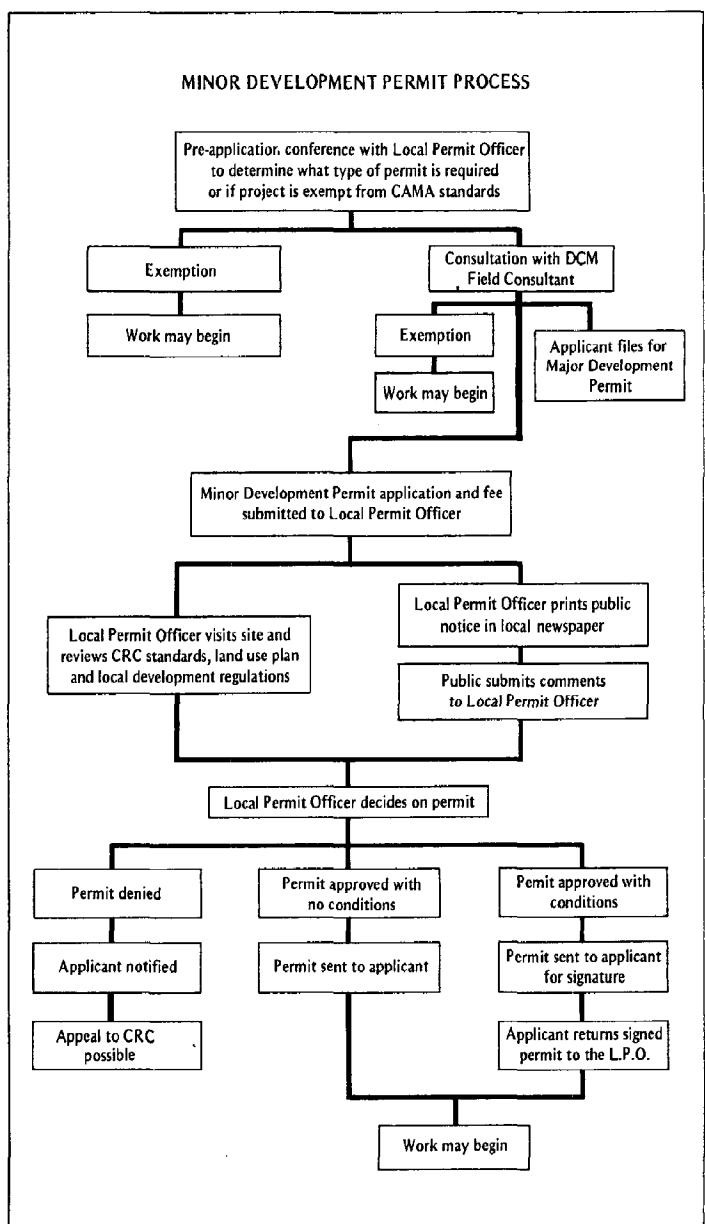 MINOR DEVELOPMENT PERMIT PROCESS
Pre-application conference with Local Permit Officer
to determine what type of permit is required
or if project is exempt from CAMA standards
Exemption
Work may begin
Consultation with DCM
Field Consultant
Exemption
Work may begin
Applicant files for
Major Development
Permit
Minor Development Permit application and fee
submitted to Local Permit Officer
Local Permit Officer visits site and
reviews CRC standards, land use plan
and local development regulations
Local Permit Officer prints public
notice in local newspaper
Public submits comments
to Local Permit Officer
Local Permit Officer decides on permit
Permit denied
Applicant notified
Appeal to CRC
possible
Permit approved with
no conditions
Permit sent to applicant
Pemit approved with
conditions
Permit sent to applicant
for signature
Applicant returns signed
permit to the L.P.O.
Work may begin